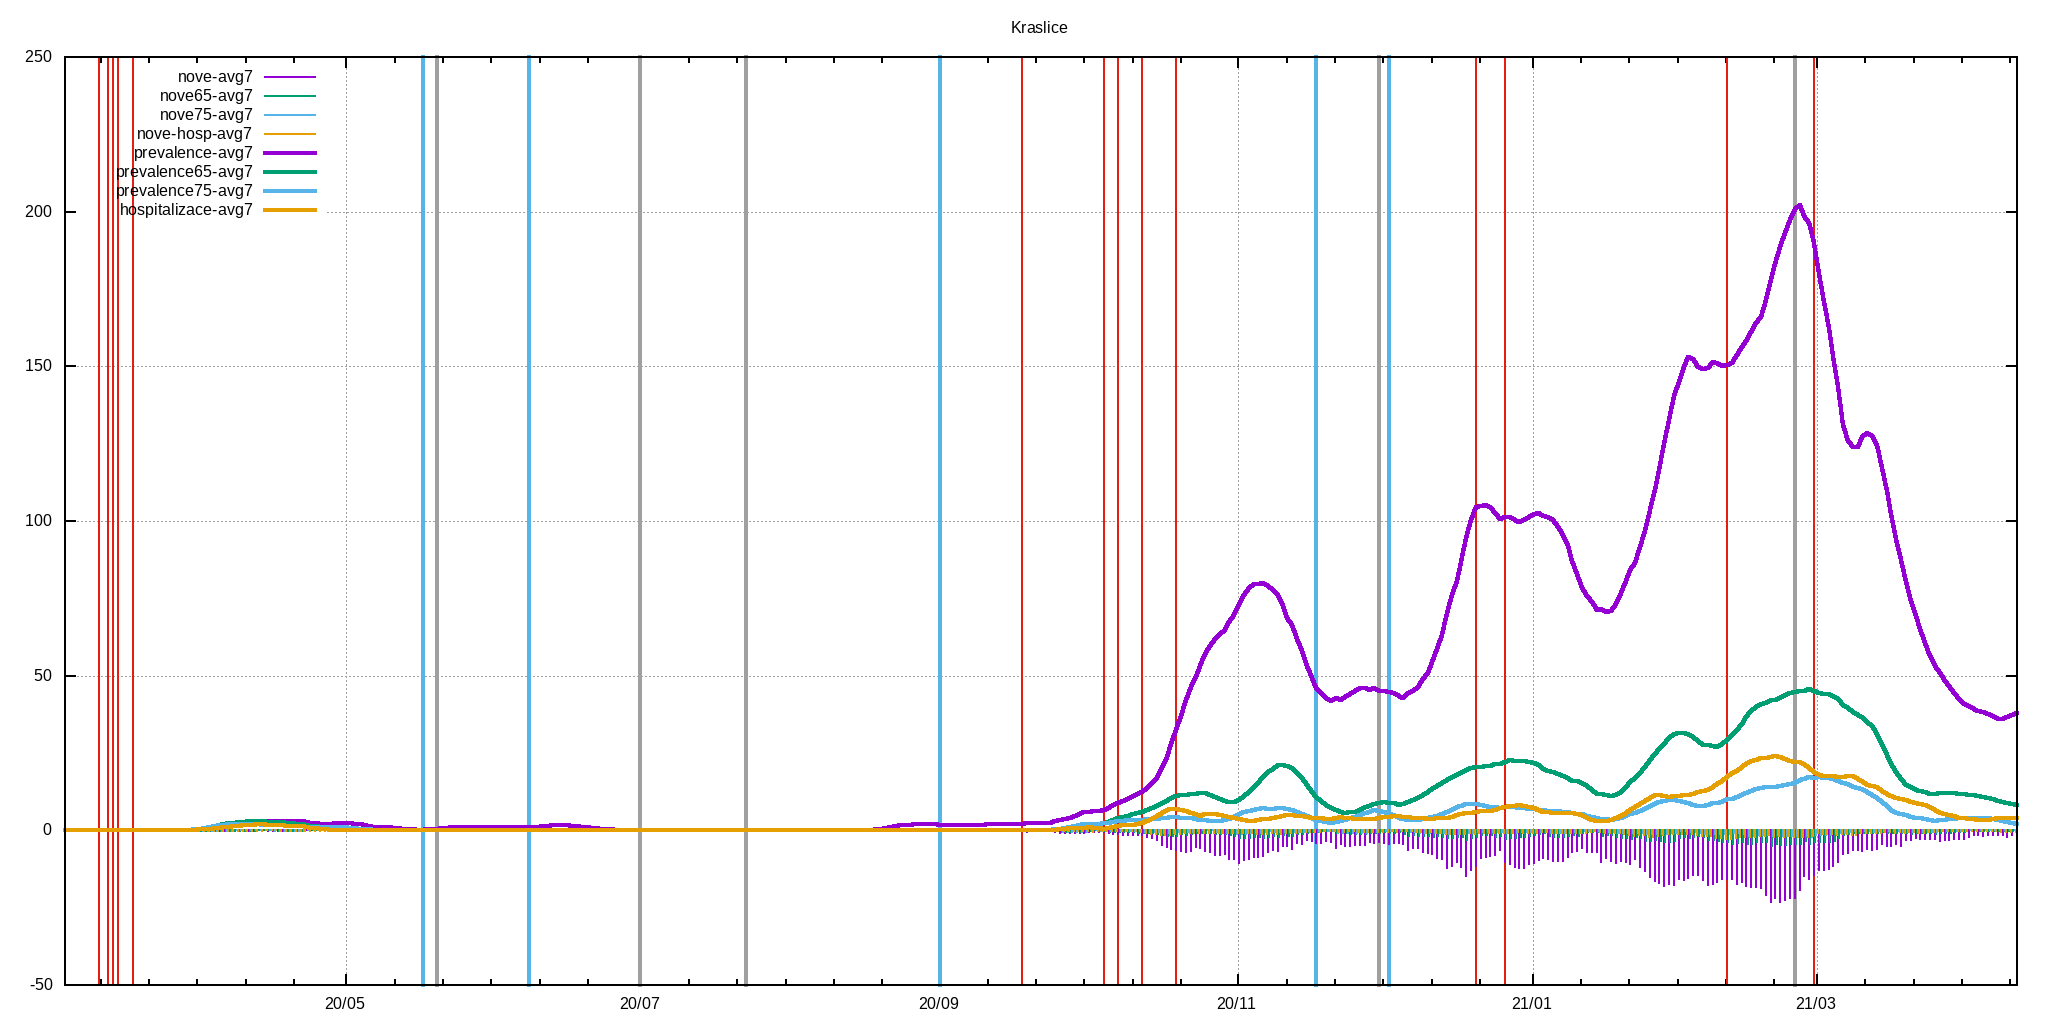 Kraslice
250
200
150
100
50
0
-50
nove-avg7
nove65-avg7
nove75-avg7
nove-hosp-avg7
prevalence-avg7
prevalence65-avg7
prevalence75-avg7
hospitalizace-avg7
20/05
20/07
20/09
20/11
21/01
21/03